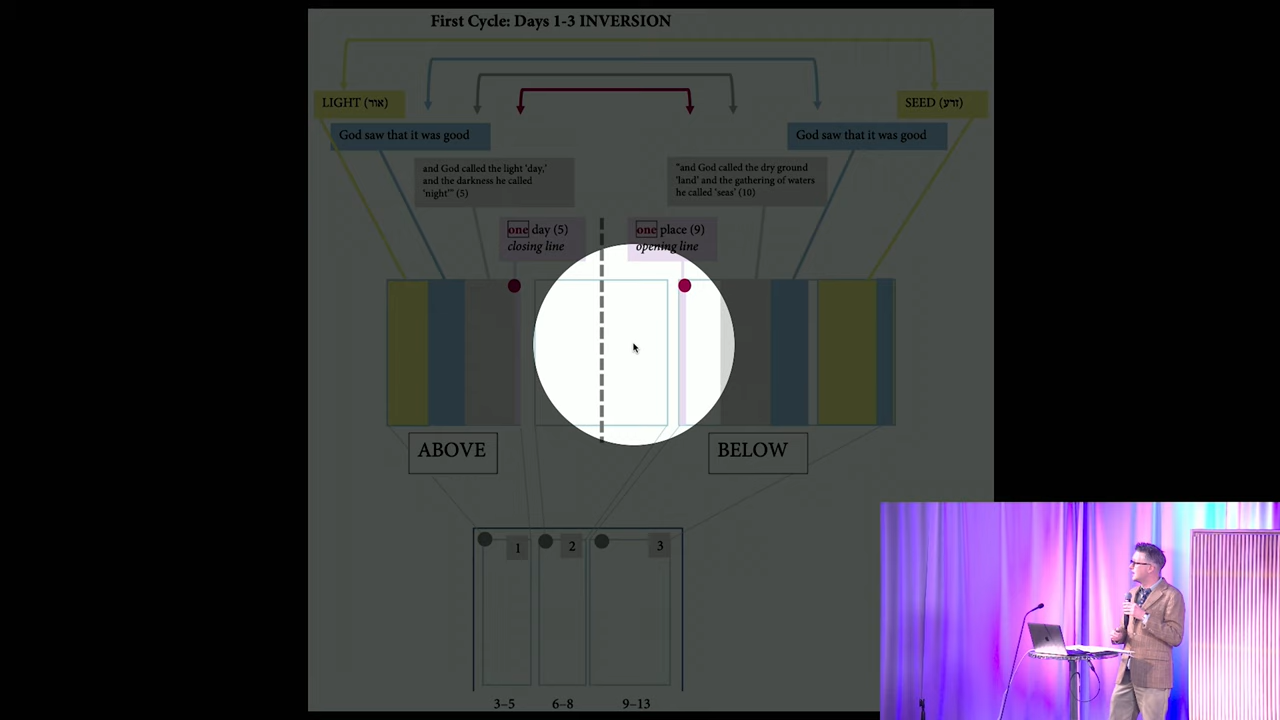 First Cycle: Days 1-3 INVERSION
LIGHT (אור)
SEED (זרע)
God saw that it was good
God saw that it was good
and God called the light ‘day,’
and the darkness he called
‘night’” (5)
“and God called the dry ground
‘land’ and the gathering of waters
he called ‘seas’ (10)
one day (5)
closing line
one place (9)
opening line
ABOVE
BELOW
1
2
3
3–5
6–8
9–13